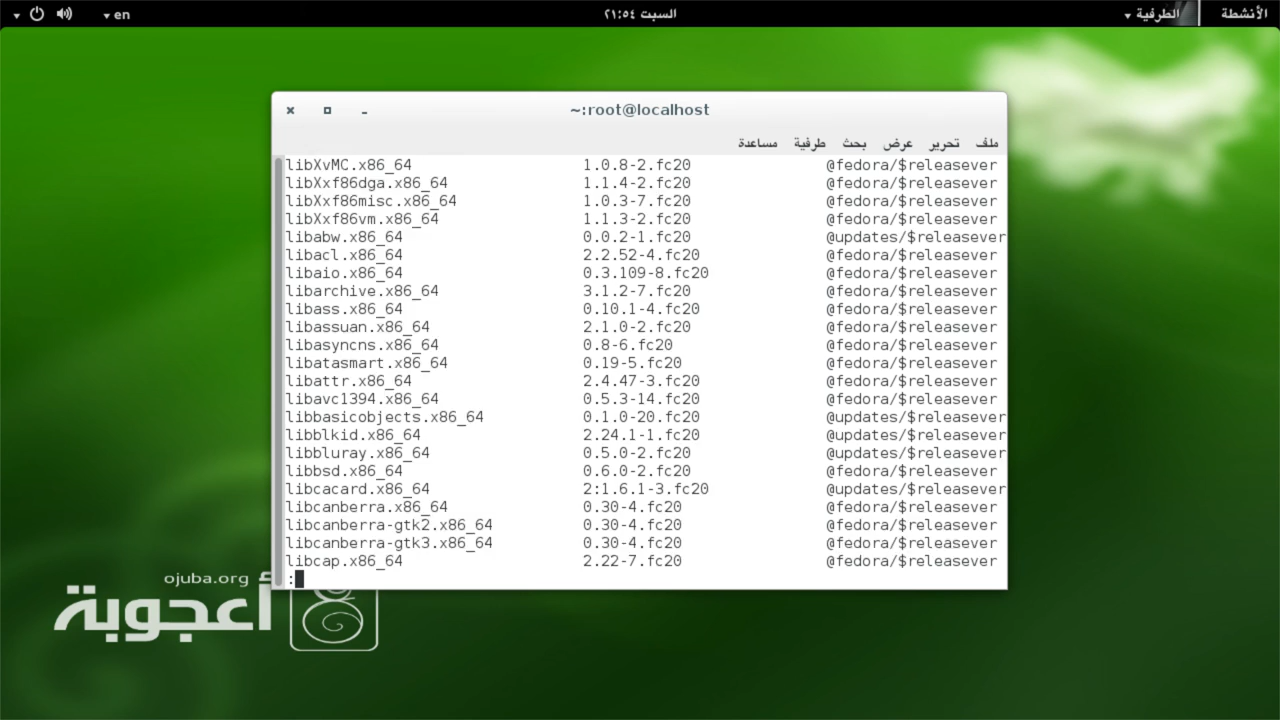 الأنشطة الطرفية السبت ٢١:٥٤ en
~:root@localhost
ملف تحرير عرض بحث طرفية مساعدة
libXvMC.x86_64 1.0.8-2.fc20 @fedora/$releasever
libXxf86dga.x86_64 1.1.4-2.fc20 @fedora/$releasever
libXxf86misc.x86_64 1.0.3-7.fc20 @fedora/$releasever
libXxf86vm.x86_64 1.1.3-2.fc20 @fedora/$releasever
libabw.x86_64 0.0.2-1.fc20 @updates/$releasever
libacl.x86_64 2.2.52-4.fc20 @fedora/$releasever
libaio.x86_64 0.3.109-8.fc20 @fedora/$releasever
libarchive.x86_64 3.1.2-7.fc20 @fedora/$releasever
libass.x86_64 0.10.1-4.fc20 @fedora/$releasever
libassuan.x86_64 2.1.0-2.fc20 @fedora/$releasever
libasyncns.x86_64 0.8-6.fc20 @fedora/$releasever
libatasmart.x86_64 0.19-5.fc20 @fedora/$releasever
libattr.x86_64 2.4.47-3.fc20 @fedora/$releasever
libavc1394.x86_64 0.5.3-14.fc20 @fedora/$releasever
libbasicobjects.x86_64 0.1.0-20.fc20 @updates/$releasever
libblkid.x86_64 2.24.1-1.fc20 @updates/$releasever
libbluray.x86_64 0.5.0-2.fc20 @updates/$releasever
libbsd.x86_64 0.6.0-2.fc20 @fedora/$releasever
libcacard.x86_64 2:1.6.1-3.fc20 @updates/$releasever
libcanberra.x86_64 0.30-4.fc20 @fedora/$releasever
libcanberra-gtk2.x86_64 0.30-4.fc20 @fedora/$releasever
libcanberra-gtk3.x86_64 0.30-4.fc20 @fedora/$releasever
libcap.x86_64 2.22-7.fc20 @fedora/$releasever
:
ojuba.org
أعجوبة